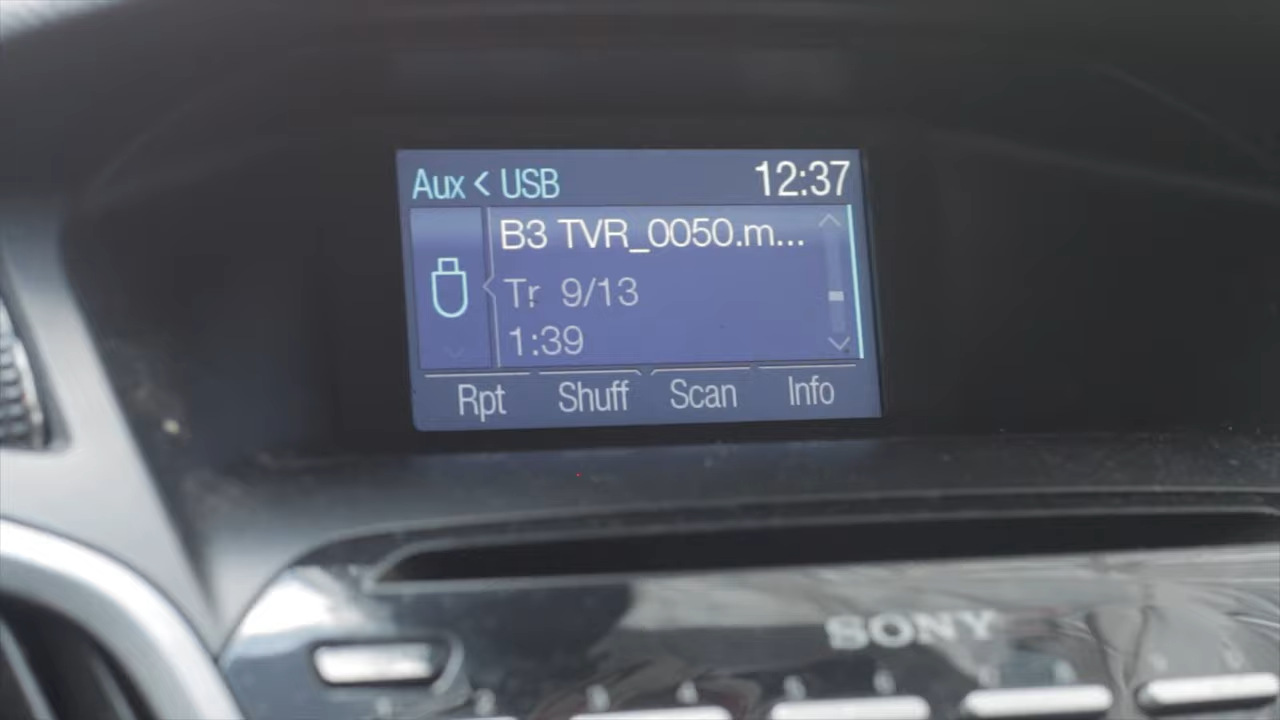 Aux < USB 12:37
B3 TVR_0050.m...
Tr 9/13
1:39
Rpt Shuff Scan Info
SONY